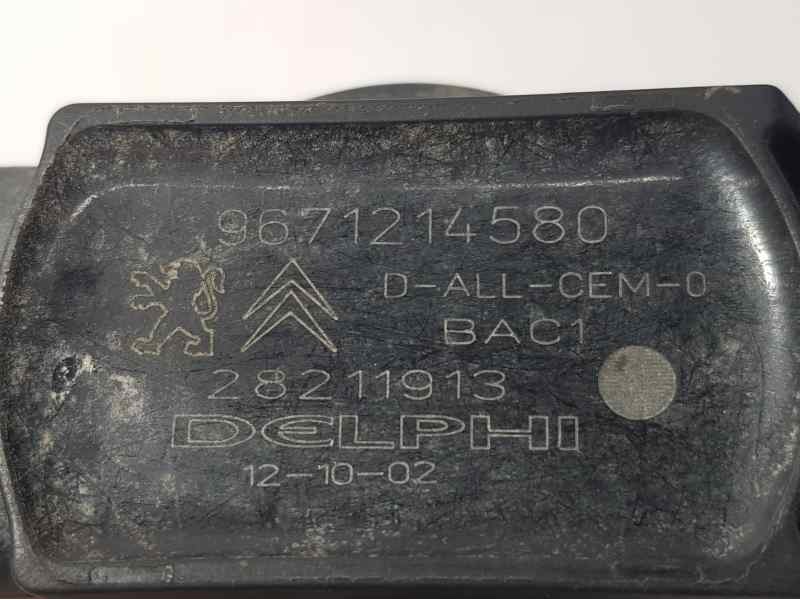 9671214580
D-ALL-CEM-0
BAC1
28211913
DELPHI
12-10-02